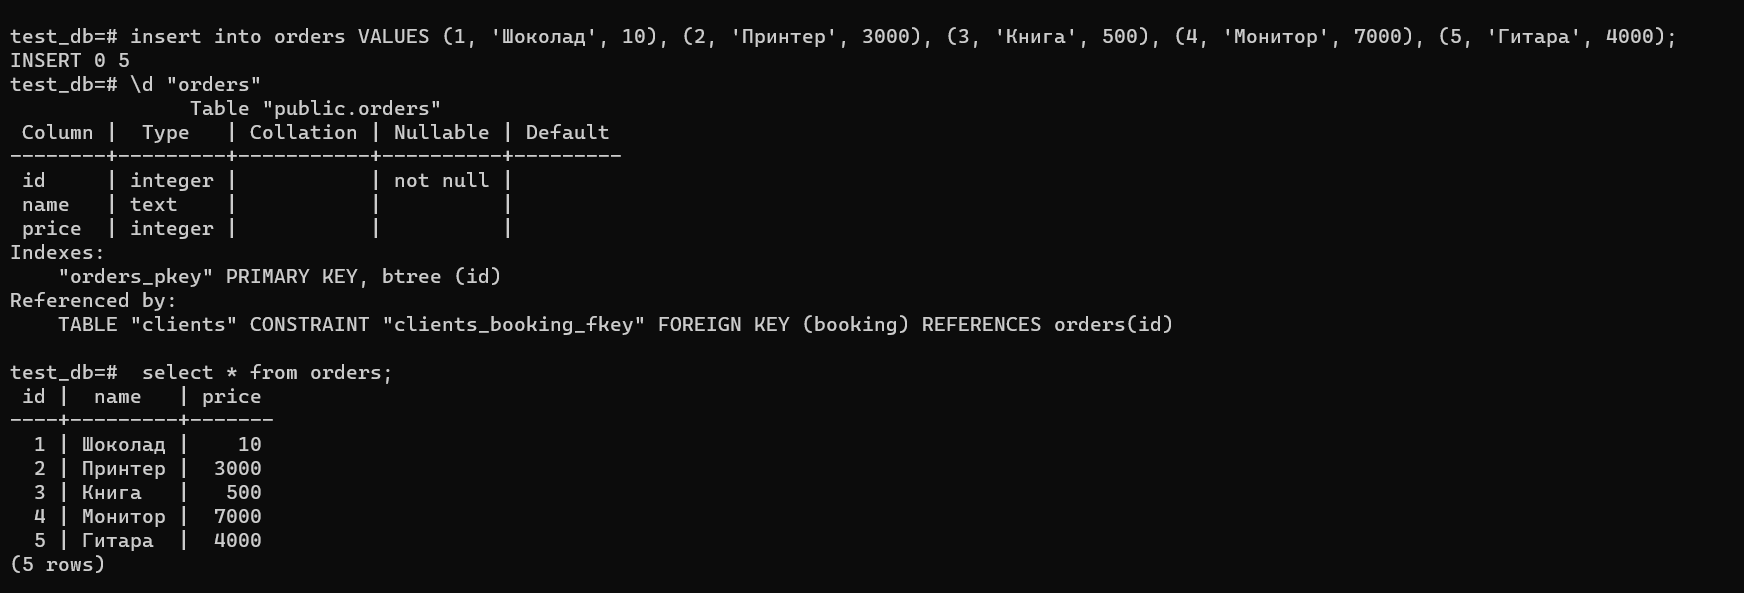 test_db=# insert into orders VALUES (1, 'Шоколад', 10), (2, 'Принтер', 3000), (3, 'Книга', 500), (4, 'Монитор', 7000), (5, 'Гитара', 4000);
INSERT 0 5
test_db=# \d "orders"
               Table "public.orders"
 Column |  Type   | Collation | Nullable | Default
--------+---------+-----------+----------+---------
 id     | integer |           | not null |
 name   | text    |           |          |
 price  | integer |           |          |
Indexes:
    "orders_pkey" PRIMARY KEY, btree (id)
Referenced by:
    TABLE "clients" CONSTRAINT "clients_booking_fkey" FOREIGN KEY (booking) REFERENCES orders(id)
test_db=#  select * from orders;
 id |  name   | price
----+---------+-------
  1 | Шоколад |    10
  2 | Принтер |  3000
  3 | Книга   |   500
  4 | Монитор |  7000
  5 | Гитара  |  4000
(5 rows)